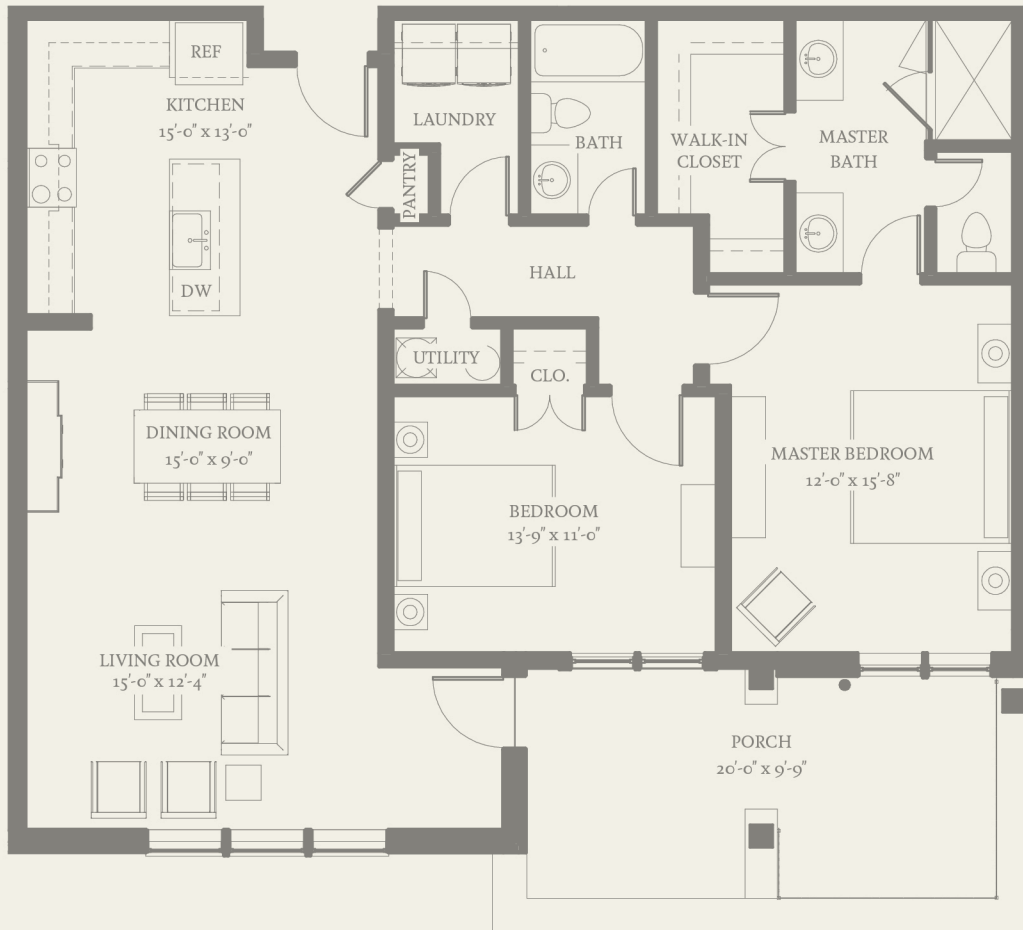 REF
KITCHEN
15'-0" x 13'-0"
LAUNDRY
PANTRY
BATH
WALK-IN
CLOSET
MASTER
BATH
DW
HALL
UTILITY
CLO.
DINING ROOM
15'-0" x 9'-0"
BEDROOM
13'-9" x 11'-0"
MASTER BEDROOM
12'-0" x 15'-8"
LIVING ROOM
15'-0" x 12'-4"
PORCH
20'-0" x 9'-9"